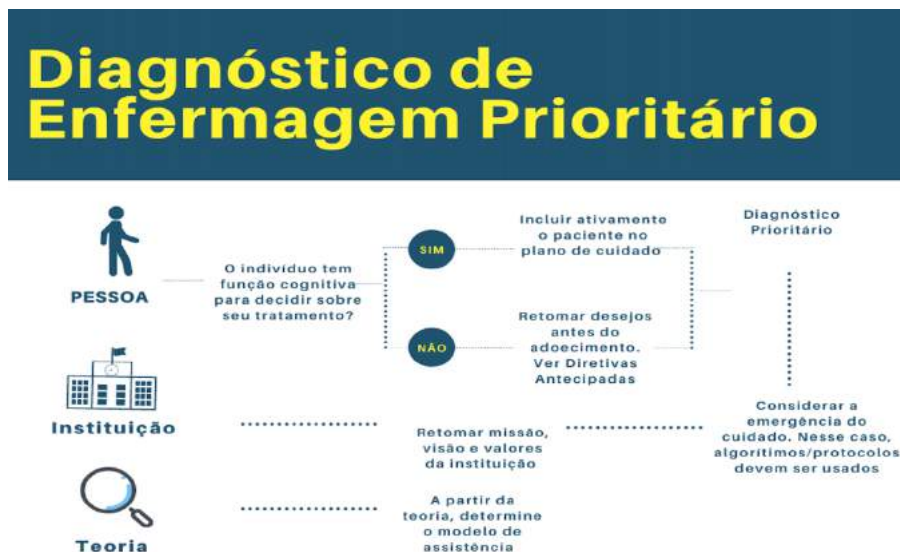 Diagnóstico de
Enfermagem Prioritário
PESSOA
O indivíduo tem
função cognitiva
para decidir sobre
seu tratamento?
SIM
Incluir ativamente
o paciente no
plano de cuidado
NÃO
Retomar desejos
antes do
adoecimento.
Ver Diretivas
Antecipadas
Diagnóstico
Prioritário
Instituição
Retomar missão,
visão e valores
da instituição
Considerar a
emergência do
cuidado. Nesse caso,
algorítimos/protocolos
devem ser usados
Teoria
A partir da
teoria, determine
o modelo de
assistência